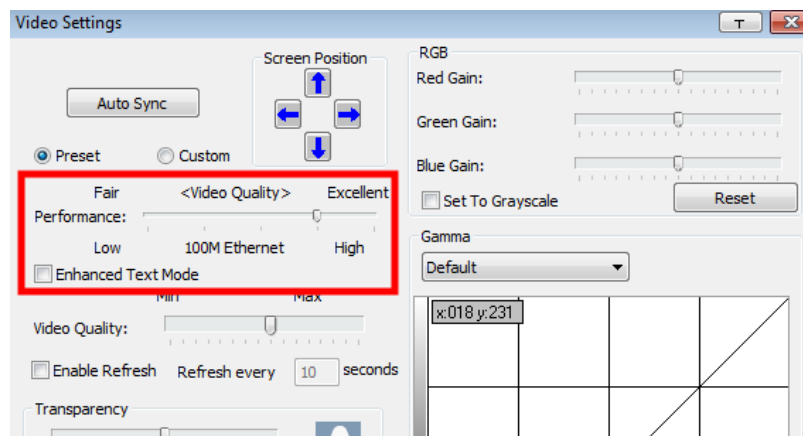 Video Settings
T
X
Screen Position
Auto Sync
Preset
Custom
Fair
<Video Quality>
Excellent
Performance:
Low
100M Ethernet
High
Enhanced Text Mode
Min
Max
Video Quality:
Enable Refresh
Refresh every
10
seconds
Transparency
RGB
Red Gain:
Green Gain:
Blue Gain:
Set To Grayscale
Reset
Gamma
Default
x:018 y:231